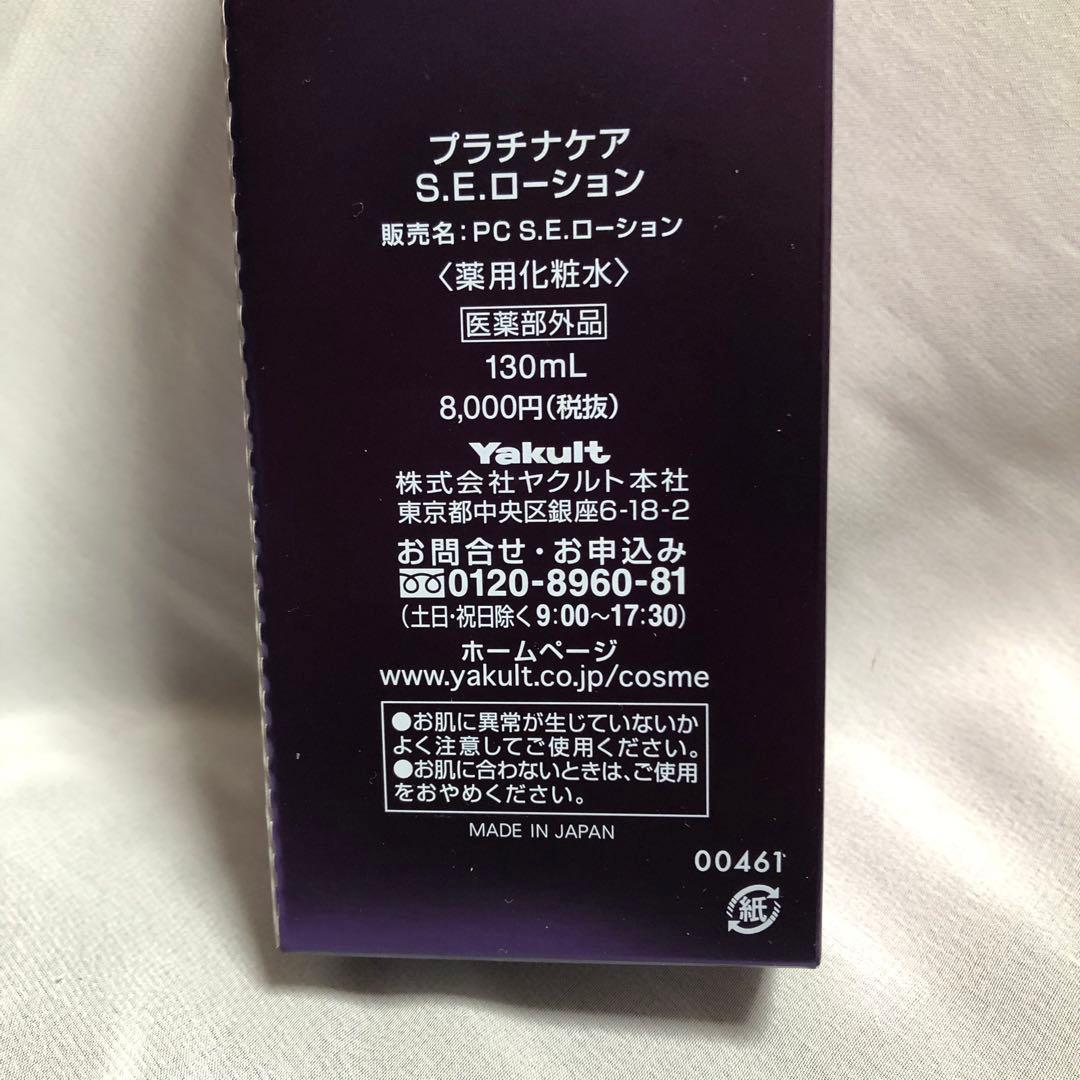 プラチナケア
S.E.ローション
販売名：PC S.E.ローション
〈薬用化粧水〉
医薬部外品
130mL
8,000円（税抜）
Yakult
株式会社ヤクルト本社
東京都中央区銀座6-18-2
お問合せ・お申込み
0120-8960-81
（土日・祝日除く9:00〜17:30）
ホームページ
www.yakult.co.jp/cosme
●お肌に異常が生じていないか
よく注意してご使用ください。
●お肌に合わないときは、ご使用
をおやめください。
MADE IN JAPAN
00461
紙